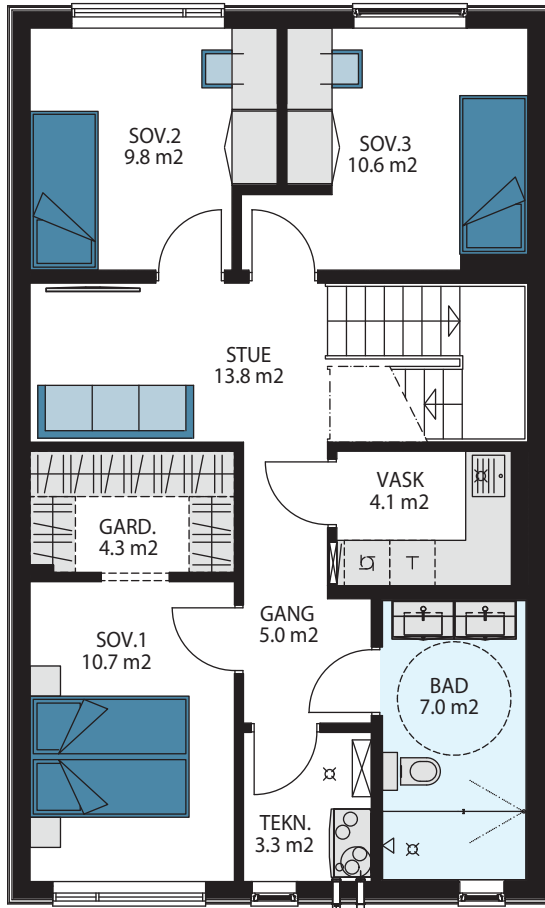 SOV.2
9.8 m2
SOV.3
10.6 m2
STUE
13.8 m2
VASK
4.1 m2
GARD.
4.3 m2
GANG
5.0 m2
SOV.1
10.7 m2
BAD
7.0 m2
TEKN.
3.3 m2